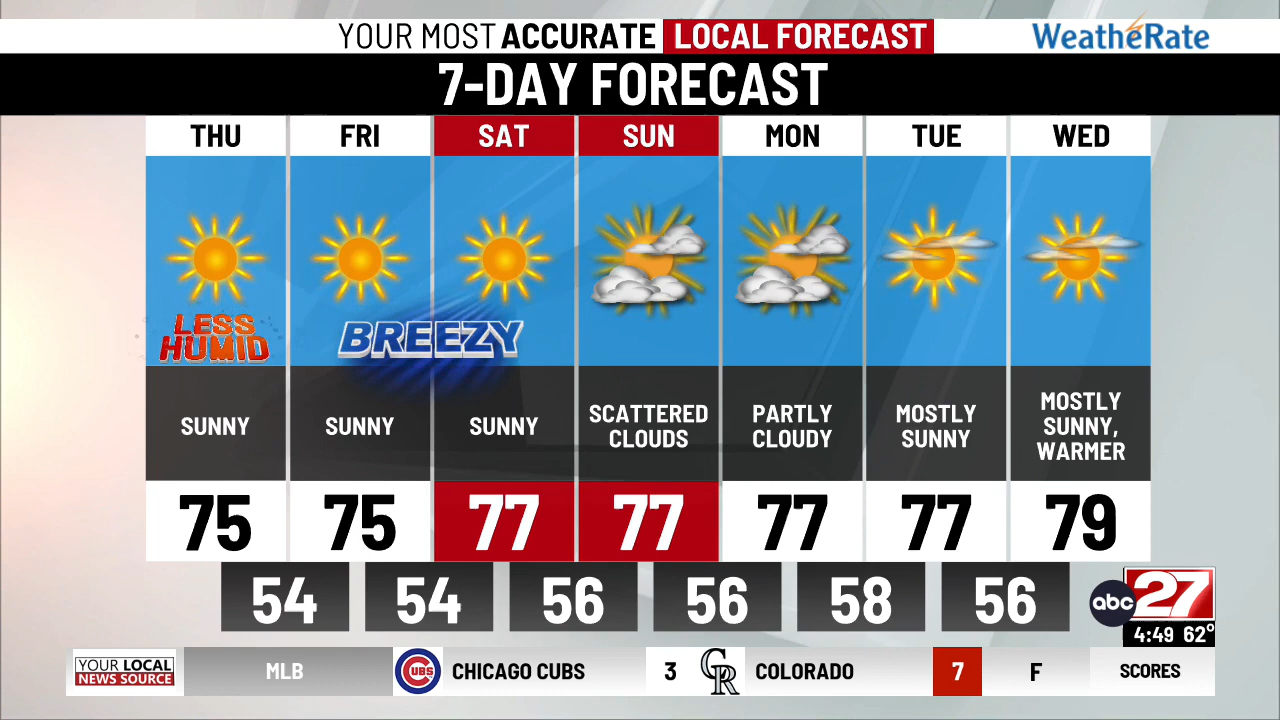 YOUR MOST ACCURATE LOCAL FORECAST
WeatheRate
7-DAY FORECAST
THU FRI SAT SUN MON TUE WED
LESS
HUMID
BREEZY
SUNNY
SUNNY
SUNNY
SCATTERED
CLOUDS
PARTLY
CLOUDY
MOSTLY
SUNNY
MOSTLY
SUNNY,
WARMER
75 75 77 77 77 77 79
54 54 56 56 58 56
abc 27
4:49 62°
YOUR LOCAL
NEWS SOURCE
MLB CUBS CHICAGO CUBS 3 CR COLORADO 7 F SCORES